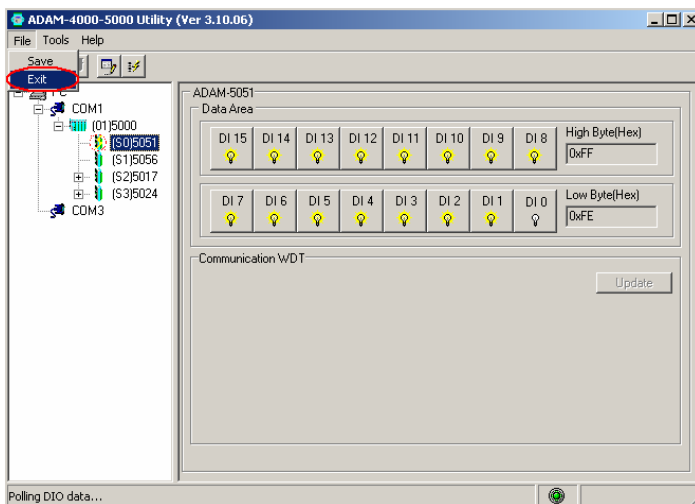 ADAM-4000-5000 Utility (Ver 3.10.06)
File Tools Help
Save
Exit
COM1
(01)5000
(S0)5051
(S1)5056
(S2)5017
(S3)5024
COM3
ADAM-5051
Data Area
DI 15 DI 14 DI 13 DI 12 DI 11 DI 10 DI 9 DI 8 High Byte(Hex)
0xFF
DI 7 DI 6 DI 5 DI 4 DI 3 DI 2 DI 1 DI 0 Low Byte(Hex)
0xFE
Communication WDT
Update
Polling DIO data...